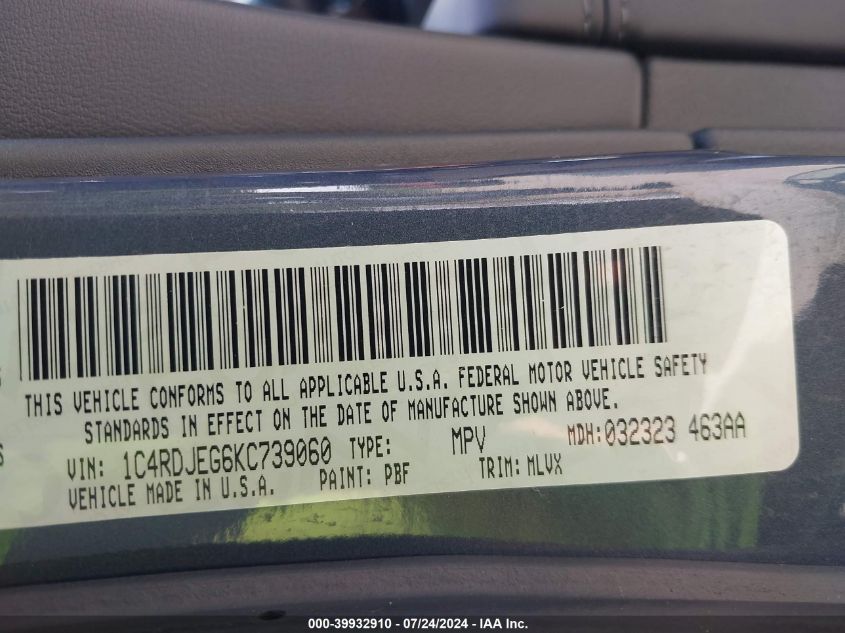 THIS VEHICLE CONFORMS TO ALL APPLICABLE U.S.A. FEDERAL MOTOR VEHICLE SAFETY
STANDARDS IN EFFECT ON THE DATE OF MANUFACTURE SHOWN ABOVE.
VIN: 1C4RDJEG6KC739060 TYPE: MPV MDH:032323 463AA
VEHICLE MADE IN U.S.A. PAINT: PBF TRIM: MLVX
000-39932910 - 07/24/2024 - IAA Inc.